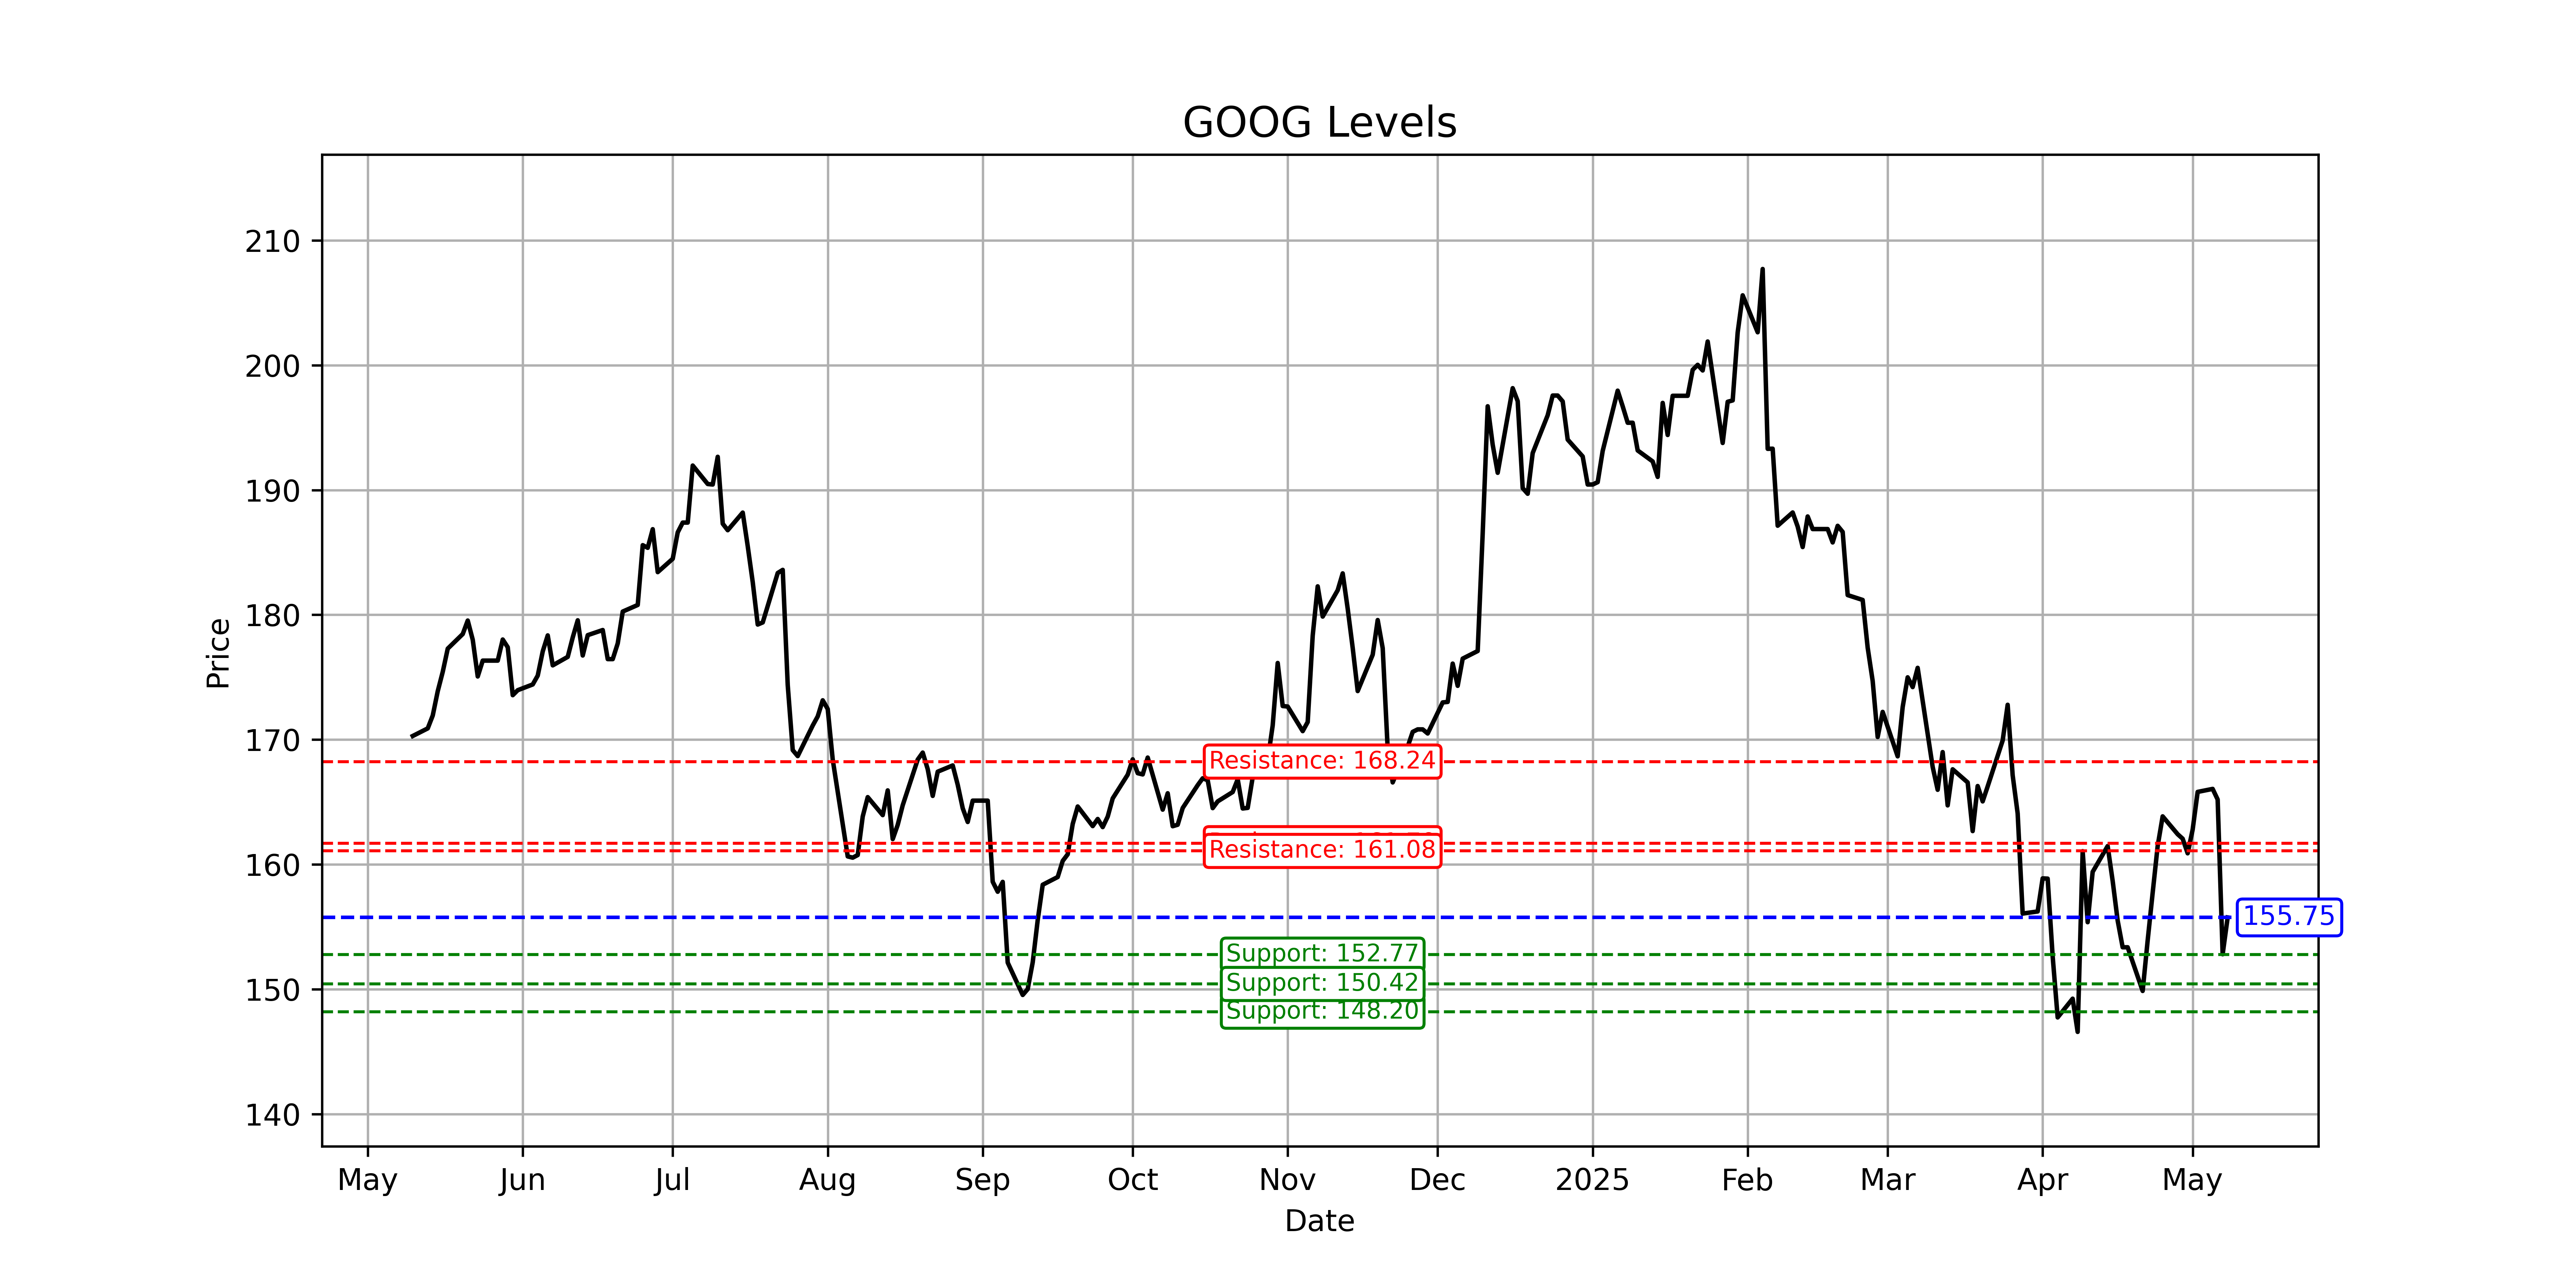 GOOG Levels
Price
210
200
190
180
170
160
150
140
Resistance: 168.24
Resistance: 161.08
155.75
Support: 152.77
Support: 150.42
Support: 148.20
May
Jun
Jul
Aug
Sep
Oct
Nov
Dec
2025
Feb
Mar
Apr
May
Date